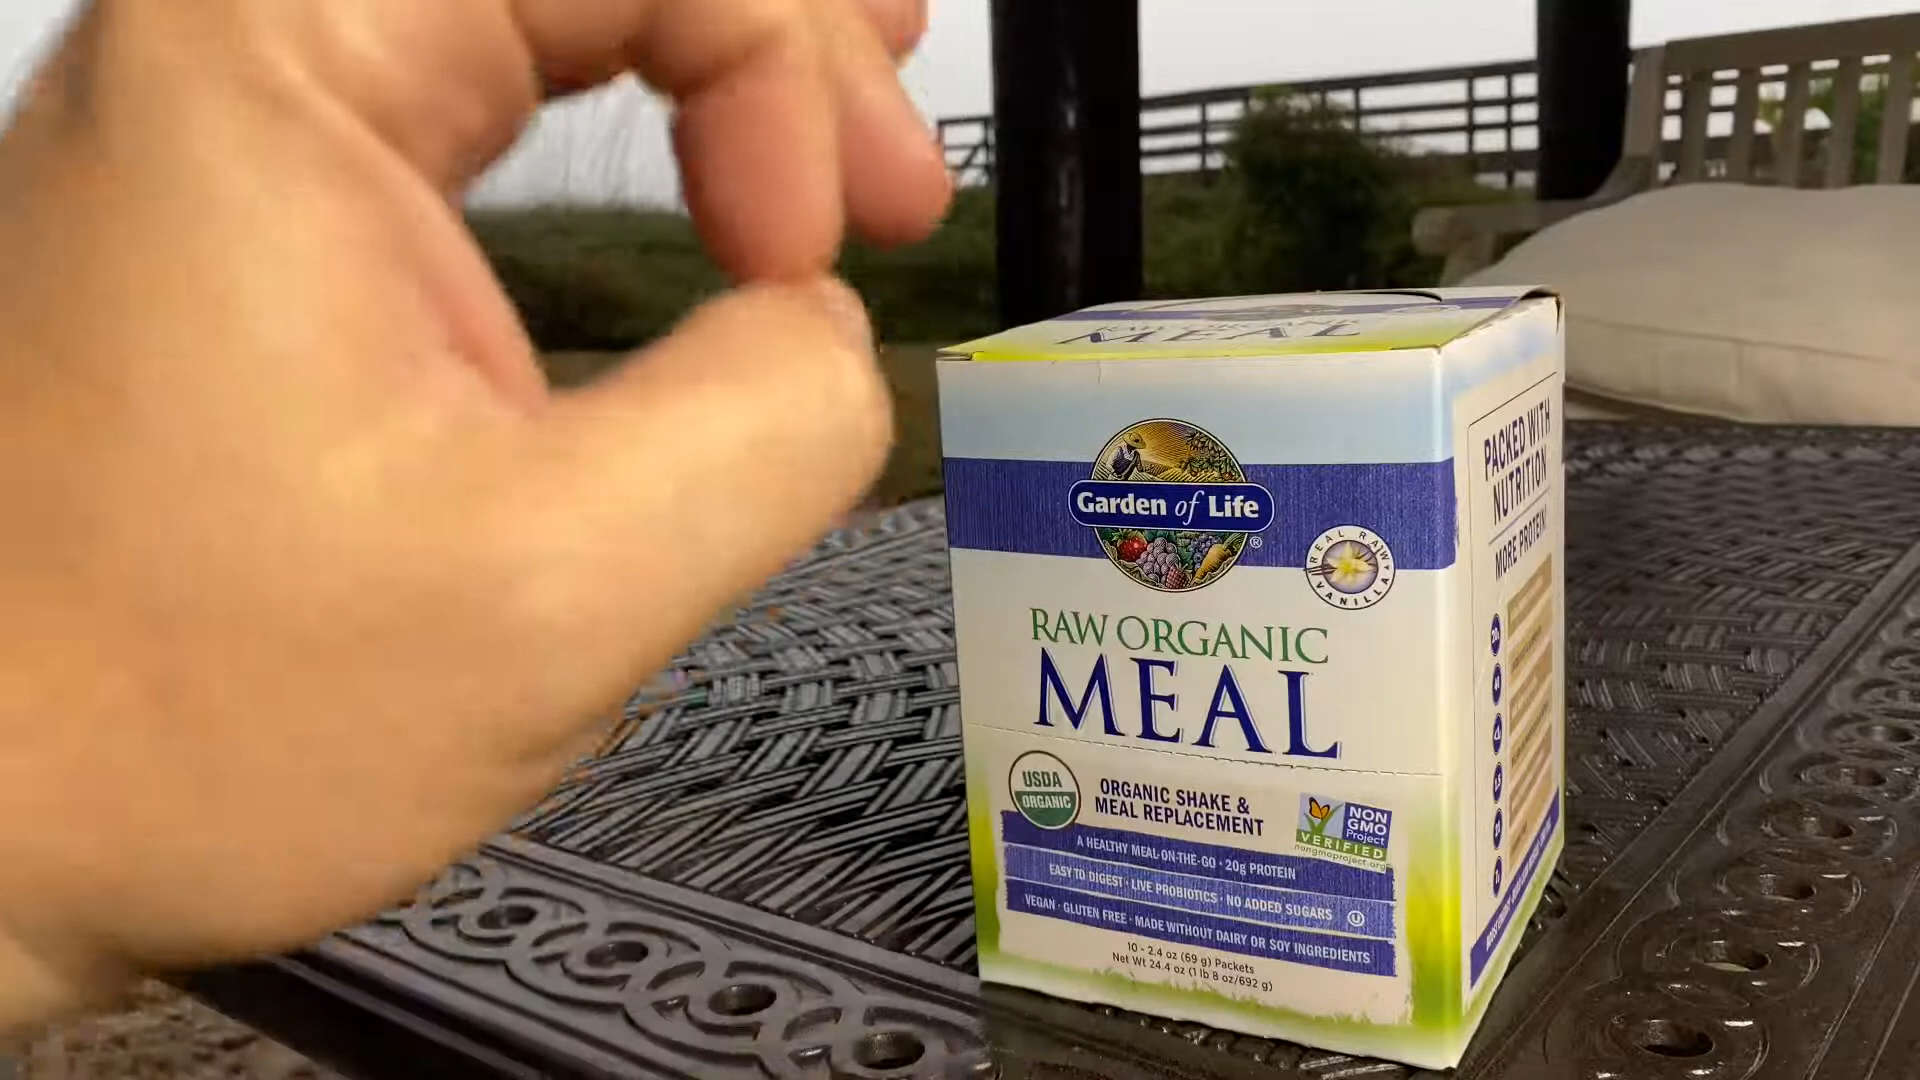 RAW ORGANIC
MEAL
Garden of Life
®
REAL RAW
VANILLA
RAW ORGANIC
MEAL
USDA
ORGANIC
ORGANIC SHAKE &
MEAL REPLACEMENT
NON
GMO
Project
VERIFIED
nongmoproject.org
A HEALTHY MEAL-ON-THE-GO · 20g PROTEIN
EASY TO DIGEST · LIVE PROBIOTICS · NO ADDED SUGARS
U
VEGAN · GLUTEN FREE · MADE WITHOUT DAIRY OR SOY INGREDIENTS
10 - 2.4 oz (69 g) Packets
Net Wt 24.4 oz (1 lb 8 oz/692 g)
PACKED WITH
NUTRITION
MORE PROTEIN!